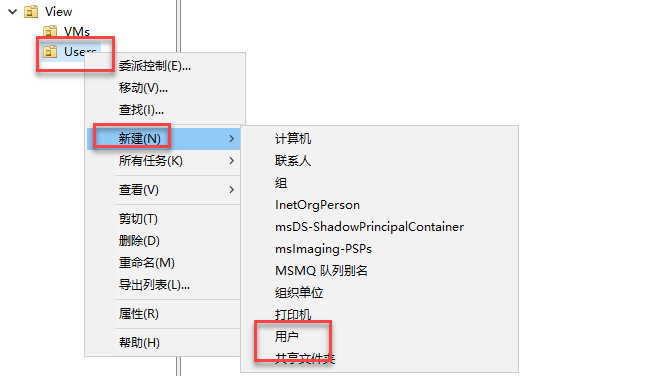 View
VMs
Users
委派控制(E)...
移动(V)...
查找(I)...
新建(N)
所有任务(K)
查看(V)
剪切(T)
删除(D)
重命名(M)
导出列表(L)...
属性(R)
帮助(H)
计算机
联系人
组
InetOrgPerson
msDS-ShadowPrincipalContainer
msImaging-PSPs
MSMQ 队列别名
组织单位
打印机
用户
共享文件夹